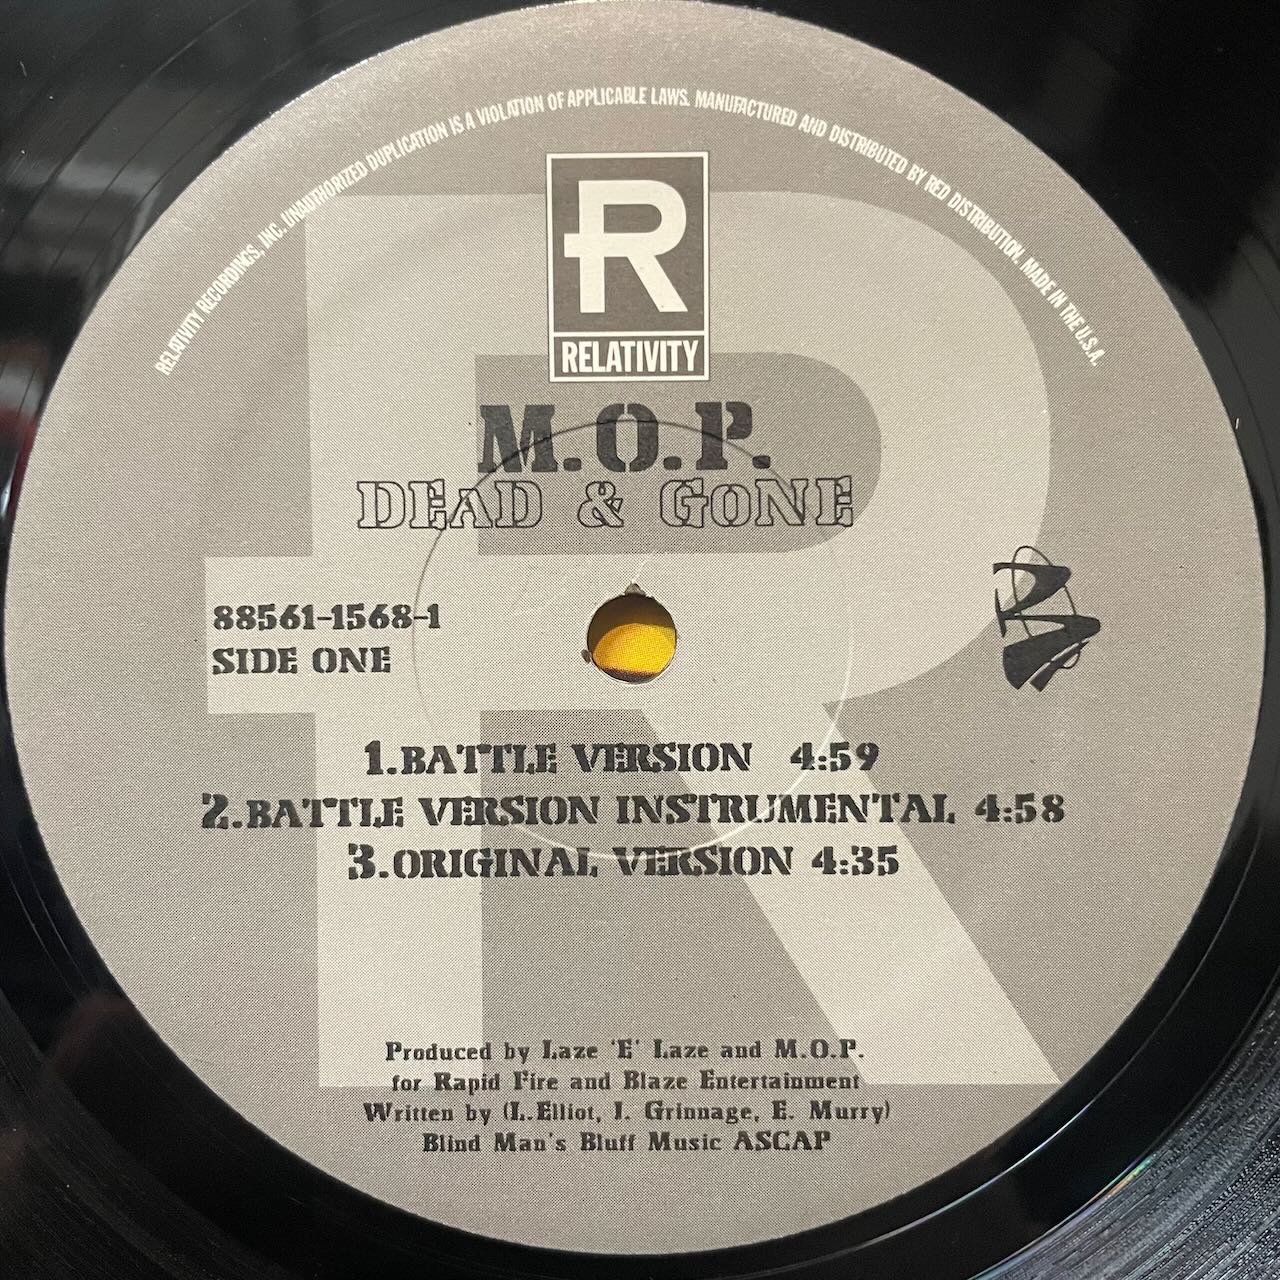 RELATIVITY RECORDINGS, INC. UNAUTHORIZED DUPLICATION IS A VIOLATION OF APPLICABLE LAWS. MANUFACTURED AND DISTRIBUTED BY RED DISTRIBUTION. MADE IN THE U.S.A.
R
RELATIVITY
M.O.P.
DEAD & GONE
88561-1568-1
SIDE ONE
1.BATTLE VERSION 4:59
2.BATTLE VERSION INSTRUMENTAL 4:58
3.ORIGINAL VERSION 4:35
Produced by Laze 'E' Laze and M.O.P.
for Rapid Fire and Blaze Entertainment
Written by (L.Elliot, J. Grinnage, E. Murry)
Blind Man's Bluff Music ASCAP